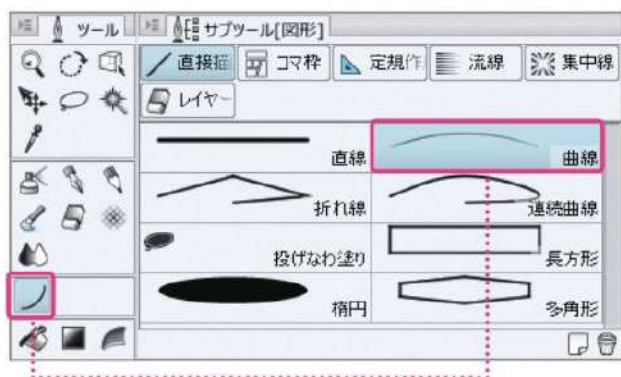 ツール
サブツール[図形]
直接描
コマ枠
定規作
流線
集中線
レイヤー
直線
曲線
折れ線
連続曲線
投げなわ塗り
長方形
楕円
多角形